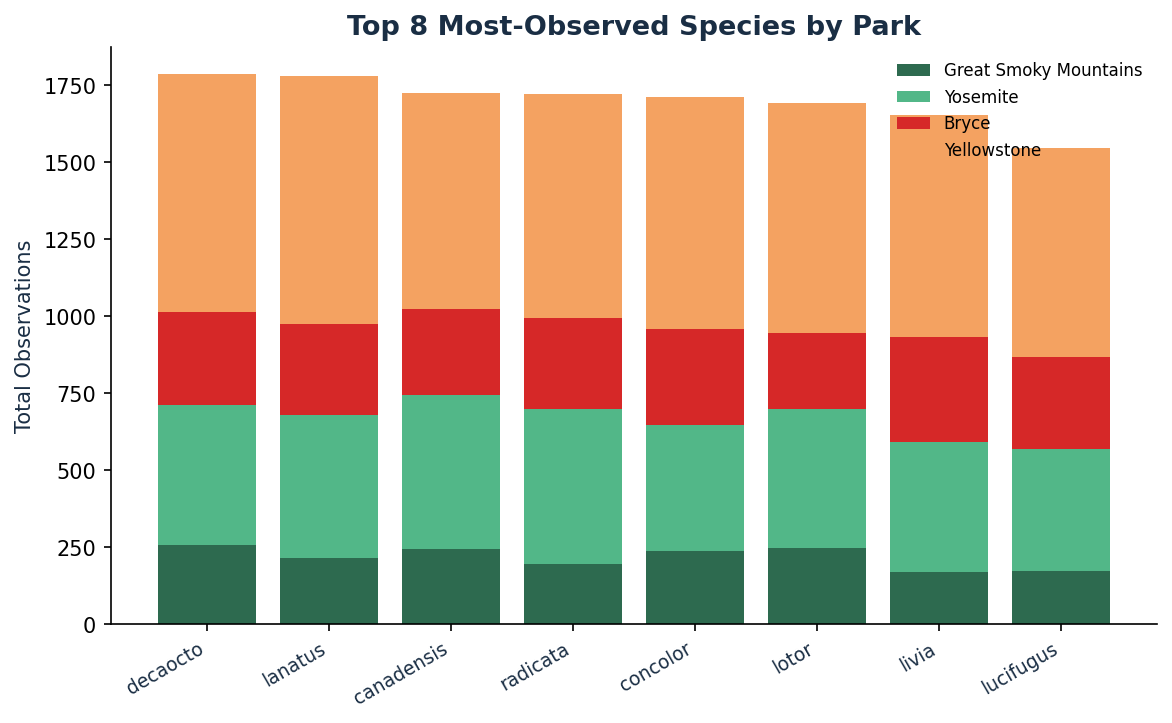 Top 8 Most-Observed Species by Park
Great Smoky Mountains
Yosemite
Bryce
Yellowstone
Total Observations
1750
1500
1250
1000
750
500
250
0
decaocto
lanatus
canadensis
radicata
concolor
lotor
livia
lucifugus